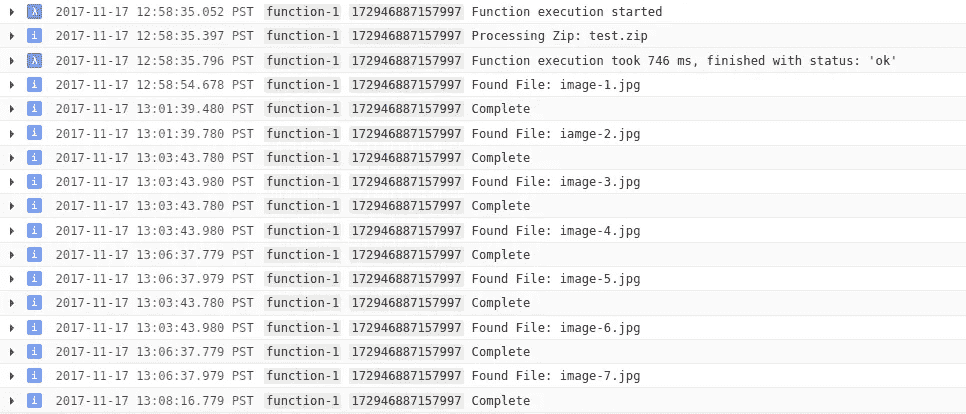 λ 2017-11-17 12:58:35.052 PST function-1 172946887157997 Function execution started
i 2017-11-17 12:58:35.397 PST function-1 172946887157997 Processing Zip: test.zip
λ 2017-11-17 12:58:35.796 PST function-1 172946887157997 Function execution took 746 ms, finished with status: 'ok'
i 2017-11-17 12:58:54.678 PST function-1 172946887157997 Found File: image-1.jpg
i 2017-11-17 13:01:39.480 PST function-1 172946887157997 Complete
i 2017-11-17 13:01:39.780 PST function-1 172946887157997 Found File: iamge-2.jpg
i 2017-11-17 13:03:43.780 PST function-1 172946887157997 Complete
i 2017-11-17 13:03:43.980 PST function-1 172946887157997 Found File: image-3.jpg
i 2017-11-17 13:03:43.780 PST function-1 172946887157997 Complete
i 2017-11-17 13:03:43.980 PST function-1 172946887157997 Found File: image-4.jpg
i 2017-11-17 13:06:37.779 PST function-1 172946887157997 Complete
i 2017-11-17 13:06:37.979 PST function-1 172946887157997 Found File: image-5.jpg
i 2017-11-17 13:03:43.780 PST function-1 172946887157997 Complete
i 2017-11-17 13:03:43.980 PST function-1 172946887157997 Found File: image-6.jpg
i 2017-11-17 13:06:37.779 PST function-1 172946887157997 Complete
i 2017-11-17 13:06:37.979 PST function-1 172946887157997 Found File: image-7.jpg
i 2017-11-17 13:08:16.779 PST function-1 172946887157997 Complete